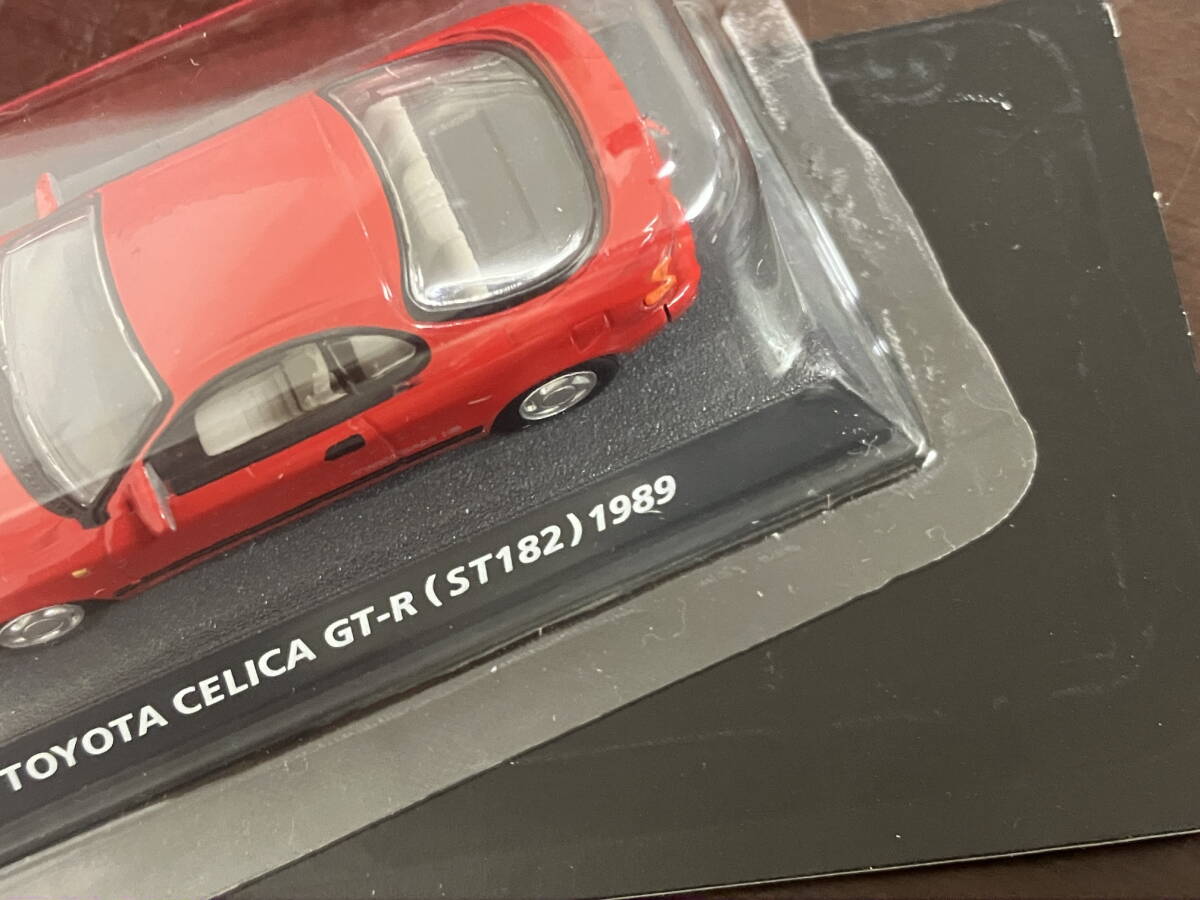 TOYOTA CELICA GT-R (ST182) 1989